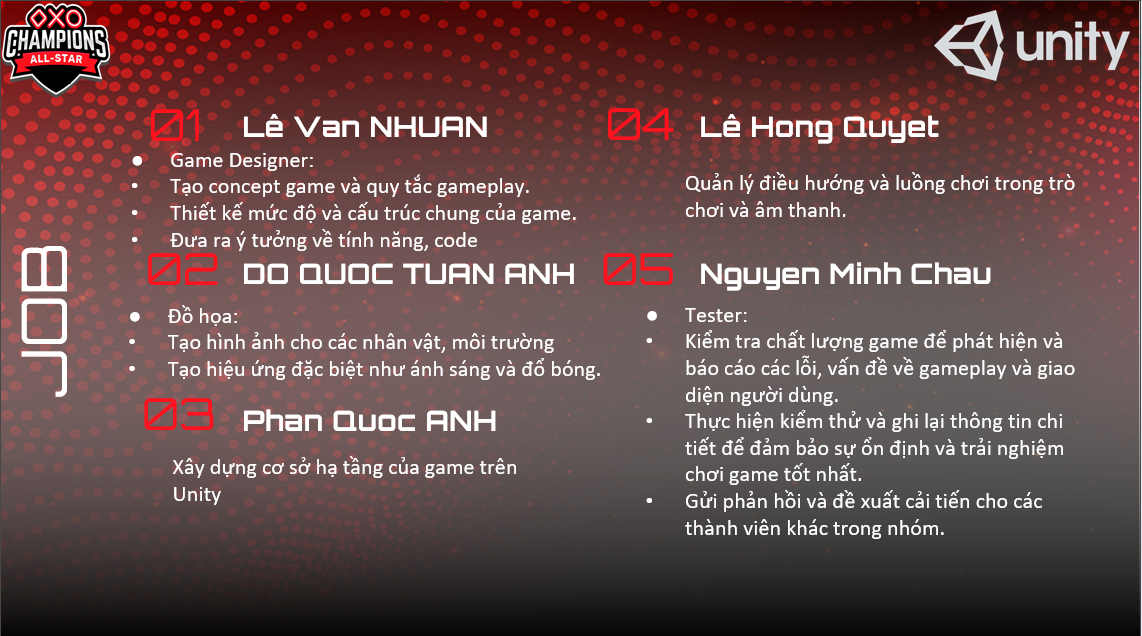 OXO
CHAMPIONS
ALL-STAR
unity
JOB
01 Lê Van NHUAN
● Game Designer:
• Tạo concept game và quy tắc gameplay.
• Thiết kế mức độ và cấu trúc chung của game.
• Đưa ra ý tưởng về tính năng, code
02 DO QUOC TUAN ANH
● Đồ họa:
• Tạo hình ảnh cho các nhân vật, môi trường
• Tạo hiệu ứng đặc biệt như ánh sáng và đổ bóng.
03 Phan Quoc ANH
Xây dựng cơ sở hạ tầng của game trên
Unity
04 Lê Hong Quyet
Quản lý điều hướng và luồng chơi trong trò
chơi và âm thanh.
05 Nguyen Minh Chau
● Tester:
• Kiểm tra chất lượng game để phát hiện và
báo cáo các lỗi, vấn đề về gameplay và giao
diện người dùng.
• Thực hiện kiểm thử và ghi lại thông tin chi
tiết để đảm bảo sự ổn định và trải nghiệm
chơi game tốt nhất.
• Gửi phản hồi và đề xuất cải tiến cho các
thành viên khác trong nhóm.